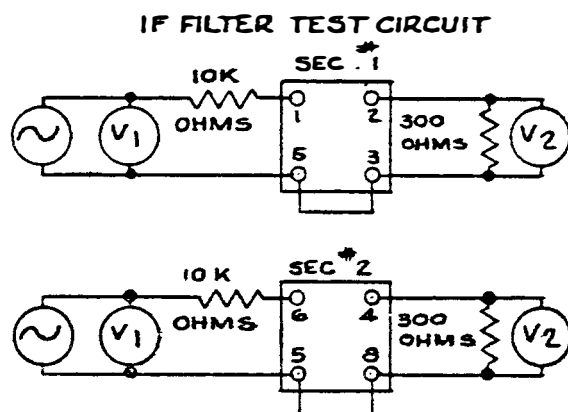 IF FILTER TEST CIRCUIT
SEC. #1
10K
OHMS
V1
1
2
5
3
300
OHMS
V2
SEC #2
10K
OHMS
V1
6
4
5
8
300
OHMS
V2